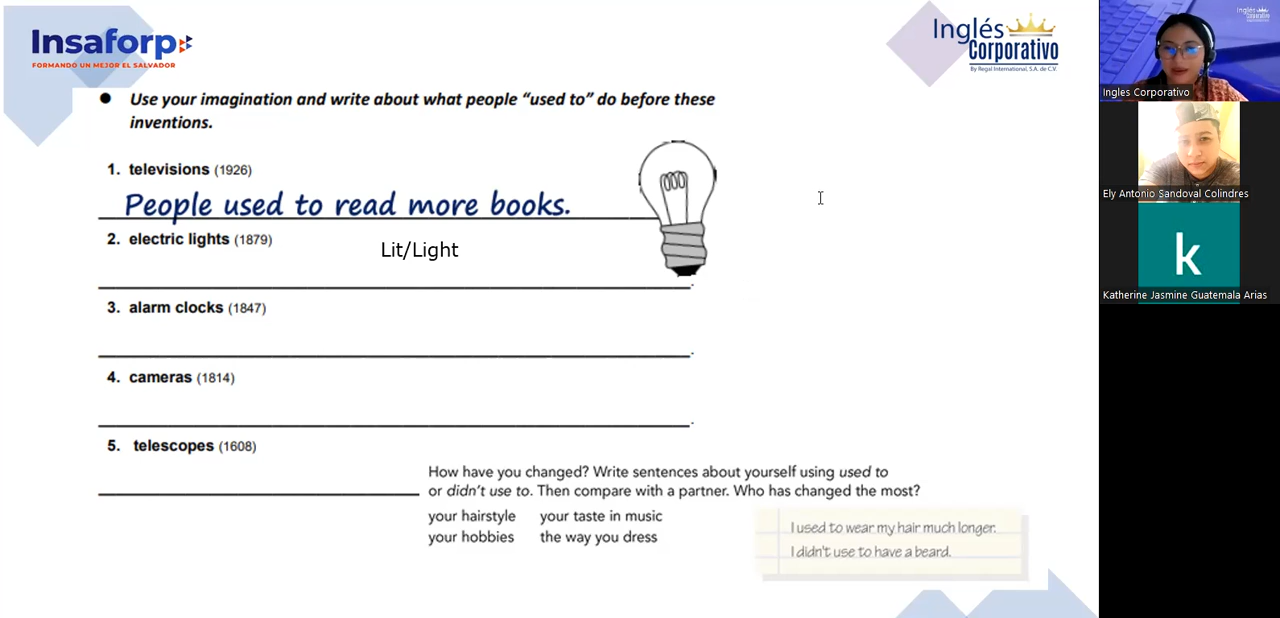 Insaforp
FORMANDO UN MEJOR EL SALVADOR
Inglés
Corporativo
By Regal International, S.A. de C.V.
● Use your imagination and write about what people “used to” do before these
inventions.
1. televisions (1926)
People used to read more books.
2. electric lights (1879)
Lit/Light
3. alarm clocks (1847)
4. cameras (1814)
5. telescopes (1608)
How have you changed? Write sentences about yourself using used to
or didn't use to. Then compare with a partner. Who has changed the most?
your hairstyle your taste in music
your hobbies the way you dress
I used to wear my hair much longer.
I didn't use to have a beard.
Inglés
Corporativo
Ingles Corporativo
Ely Antonio Sandoval Colindres
k
Katherine Jasmine Guatemala Arias